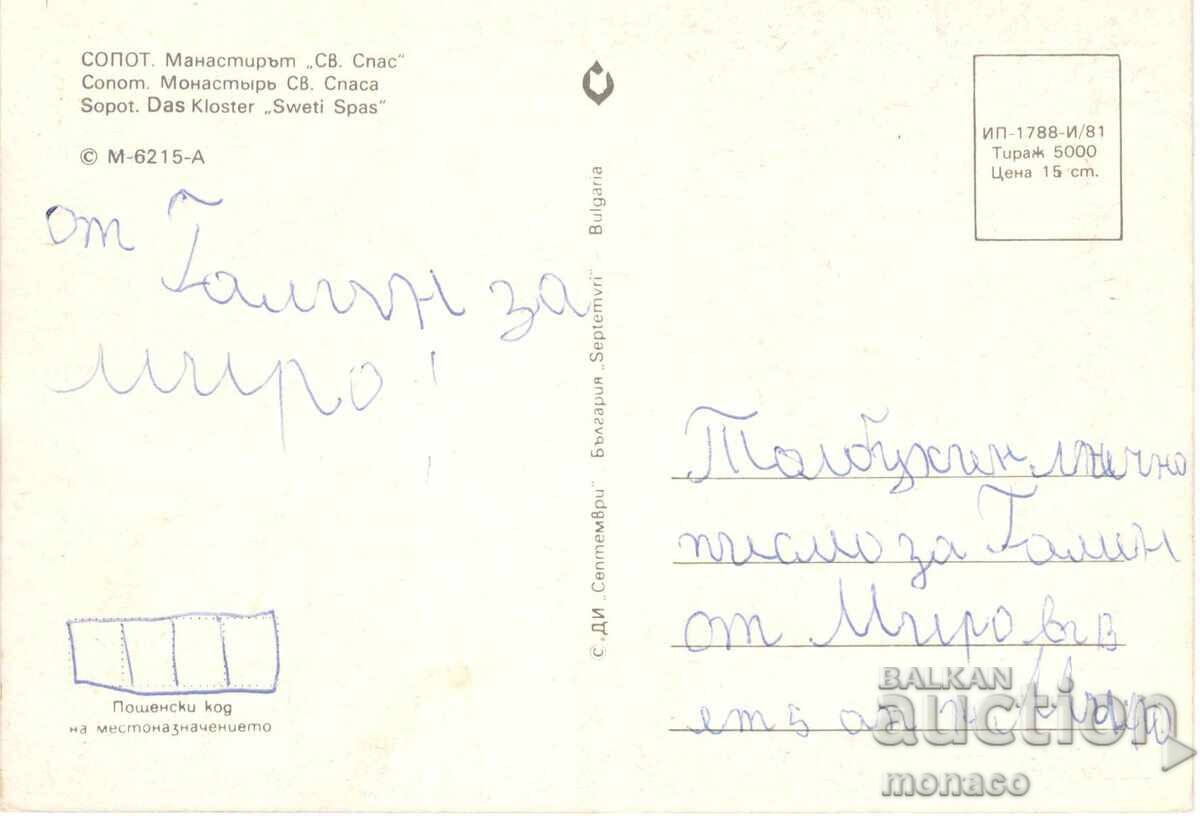 СОПОТ. Манастирът „Св. Спас“
Сопот. Монастырь Св. Спаса
Sopot. Das Kloster „Sweti Spas“
© М-6215-А
от Галин за
Миро!
Пощенски код
на местоназначението
© ДИ „Септември“ България „Septemvri“ Bulgaria
ИП-1788-И/81
Тираж 5000
Цена 15 ст.
Толбухин лично
писмо за Галин
от Миро
BALKAN
auction
monaco